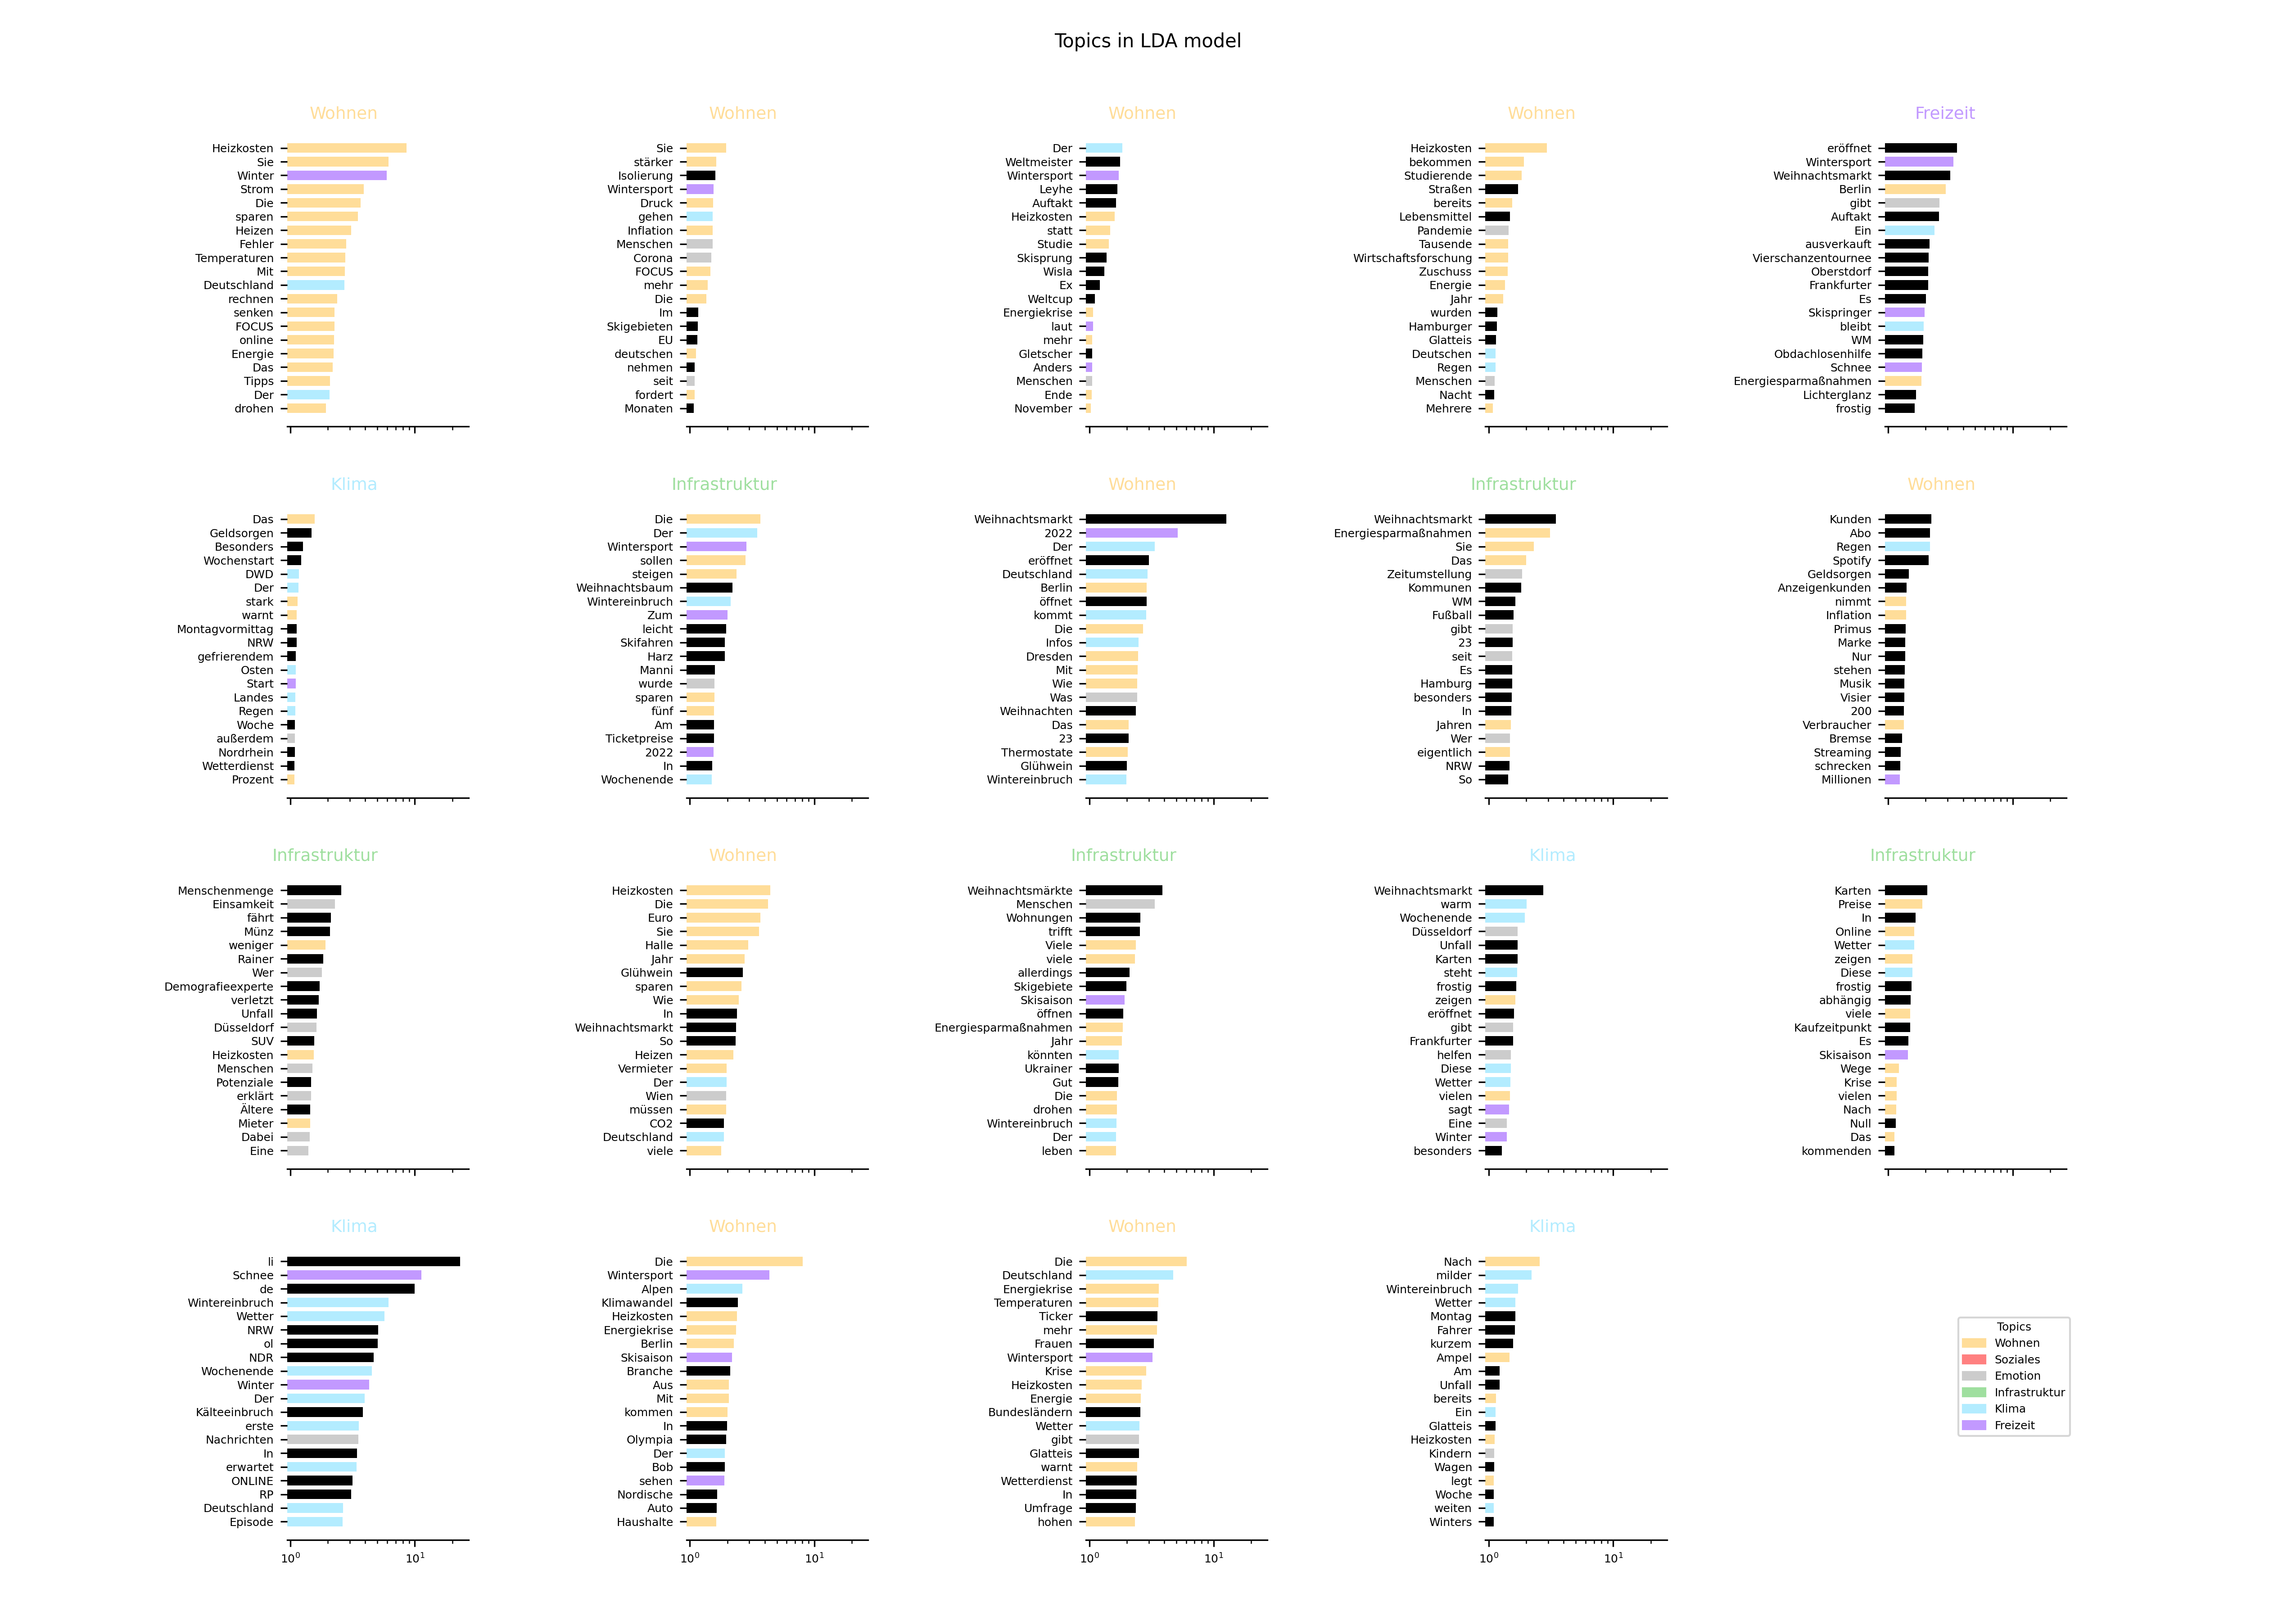 Topics in LDA model
Wohnen
Heizkosten
Sie
Winter
Strom
Die
sparen
Heizen
Fehler
Temperaturen
Mit
Deutschland
rechnen
senken
FOCUS
online
Energie
Das
Tipps
Der
drohen
Wohnen
Sie
stärker
Isolierung
Wintersport
Druck
gehen
Inflation
Menschen
Corona
FOCUS
mehr
Die
Im
Skigebieten
EU
deutschen
nehmen
seit
fordert
Monaten
Wohnen
Der
Weltmeister
Wintersport
Leyhe
Auftakt
Heizkosten
statt
Studie
Skisprung
Wisla
Ex
Weltcup
Energiekrise
laut
mehr
Gletscher
Anders
Menschen
Ende
November
Wohnen
Heizkosten
bekommen
Studierende
Straßen
bereits
Lebensmittel
Pandemie
Tausende
Wirtschaftsforschung
Zuschuss
Energie
Jahr
wurden
Hamburger
Glatteis
Deutschen
Regen
Menschen
Nacht
Mehrere
Freizeit
eröffnet
Wintersport
Weihnachtsmarkt
Berlin
gibt
Auftakt
Ein
ausverkauft
Vierschanzentournee
Oberstdorf
Frankfurter
Es
Skispringer
bleibt
WM
Obdachlosenhilfe
Schnee
Energiesparmaßnahmen
Lichterglanz
frostig
Klima
Das
Geldsorgen
Besonders
Wochenstart
DWD
Der
stark
warnt
Montagvormittag
NRW
gefrierendem
Osten
Start
Landes
Regen
Woche
außerdem
Nordrhein
Wetterdienst
Prozent
Infrastruktur
Die
Der
Wintersport
sollen
steigen
Weihnachtsbaum
Wintereinbruch
Zum
leicht
Skifahren
Harz
Manni
wurde
sparen
fünf
Am
Ticketpreise
2022
In
Wochenende
Wohnen
Weihnachtsmarkt
2022
Der
eröffnet
Deutschland
Berlin
öffnet
kommt
Die
Infos
Dresden
Mit
Wie
Was
Weihnachten
Das
23
Thermostate
Glühwein
Wintereinbruch
Infrastruktur
Weihnachtsmarkt
Energiesparmaßnahmen
Sie
Das
Zeitumstellung
Kommunen
WM
Fußball
gibt
23
seit
Es
Hamburg
besonders
In
Jahren
Wer
eigentlich
NRW
So
Wohnen
Kunden
Abo
Regen
Spotify
Geldsorgen
Anzeigenkunden
nimmt
Inflation
Primus
Marke
Nur
stehen
Musik
Visier
200
Verbraucher
Bremse
Streaming
schrecken
Millionen
Infrastruktur
Menschenmenge
Einsamkeit
fährt
Münz
weniger
Rainer
Wer
Demografieexperte
verletzt
Unfall
Düsseldorf
SUV
Heizkosten
Menschen
Potenziale
erklärt
Ältere
Mieter
Dabei
Eine
Wohnen
Heizkosten
Die
Euro
Sie
Halle
Jahr
Glühwein
sparen
Wie
In
Weihnachtsmarkt
So
Heizen
Vermieter
Der
Wien
müssen
CO2
Deutschland
viele
Infrastruktur
Weihnachtsmärkte
Menschen
Wohnungen
trifft
Viele
viele
allerdings
Skigebiete
Skisaison
öffnen
Energiesparmaßnahmen
Jahr
könnten
Ukrainer
Gut
Die
drohen
Wintereinbruch
Der
leben
Klima
Weihnachtsmarkt
warm
Wochenende
Düsseldorf
Unfall
Karten
steht
frostig
zeigen
eröffnet
gibt
Frankfurter
helfen
Diese
Wetter
vielen
sagt
Eine
Winter
besonders
Infrastruktur
Karten
Preise
In
Online
Wetter
zeigen
Diese
frostig
abhängig
viele
Kaufzeitpunkt
Es
Skisaison
Wege
Krise
vielen
Nach
Null
Das
kommenden
Klima
li
Schnee
de
Wintereinbruch
Wetter
NRW
ol
NDR
Wochenende
Winter
Der
Kälteeinbruch
erste
Nachrichten
In
erwartet
ONLINE
RP
Deutschland
Episode
10⁰ 10¹
Wohnen
Die
Wintersport
Alpen
Klimawandel
Heizkosten
Energiekrise
Berlin
Skisaison
Branche
Aus
Mit
kommen
In
Olympia
Der
Bob
sehen
Nordische
Auto
Haushalte
10⁰ 10¹
Wohnen
Die
Deutschland
Energiekrise
Temperaturen
Ticker
mehr
Frauen
Wintersport
Krise
Heizkosten
Energie
Bundesländern
Wetter
gibt
Glatteis
warnt
Wetterdienst
In
Umfrage
hohen
10⁰ 10¹
Klima
Nach
milder
Wintereinbruch
Wetter
Montag
Fahrer
kurzem
Ampel
Am
Unfall
bereits
Ein
Glatteis
Heizkosten
Kindern
Wagen
legt
Woche
weiten
Winters
10⁰ 10¹
Topics
Wohnen
Soziales
Emotion
Infrastruktur
Klima
Freizeit